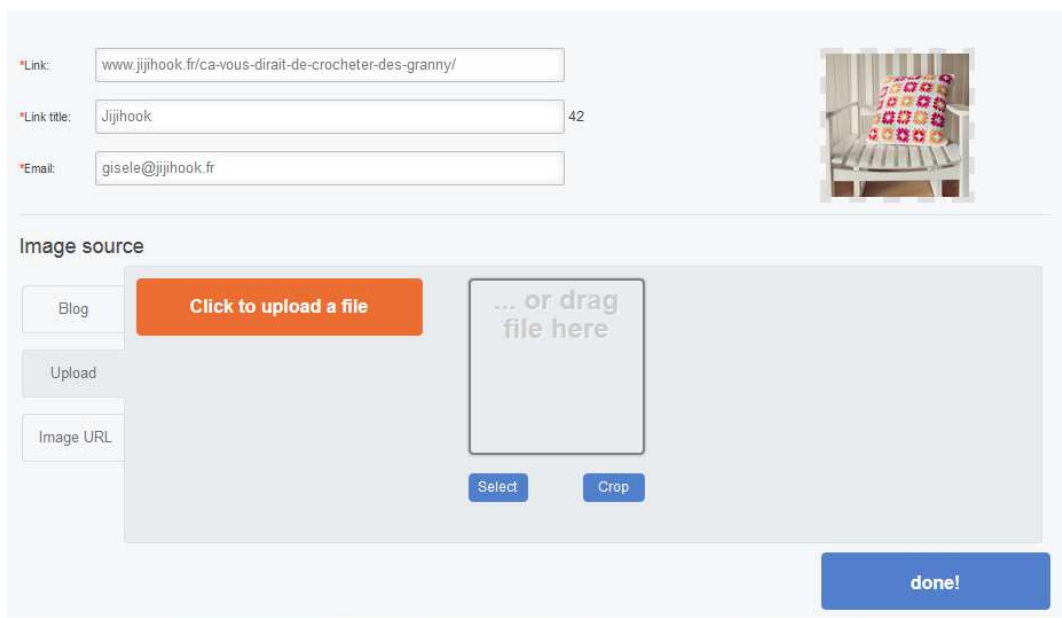 *Link: www.jijihook.fr/ca-vous-dirait-de-crocheter-des-granny/
*Link title: Jijihook 42
*Email: gisele@jijihook.fr
Image source
Blog
Upload
Image URL
Click to upload a file
... or drag
file here
Select Crop
done!